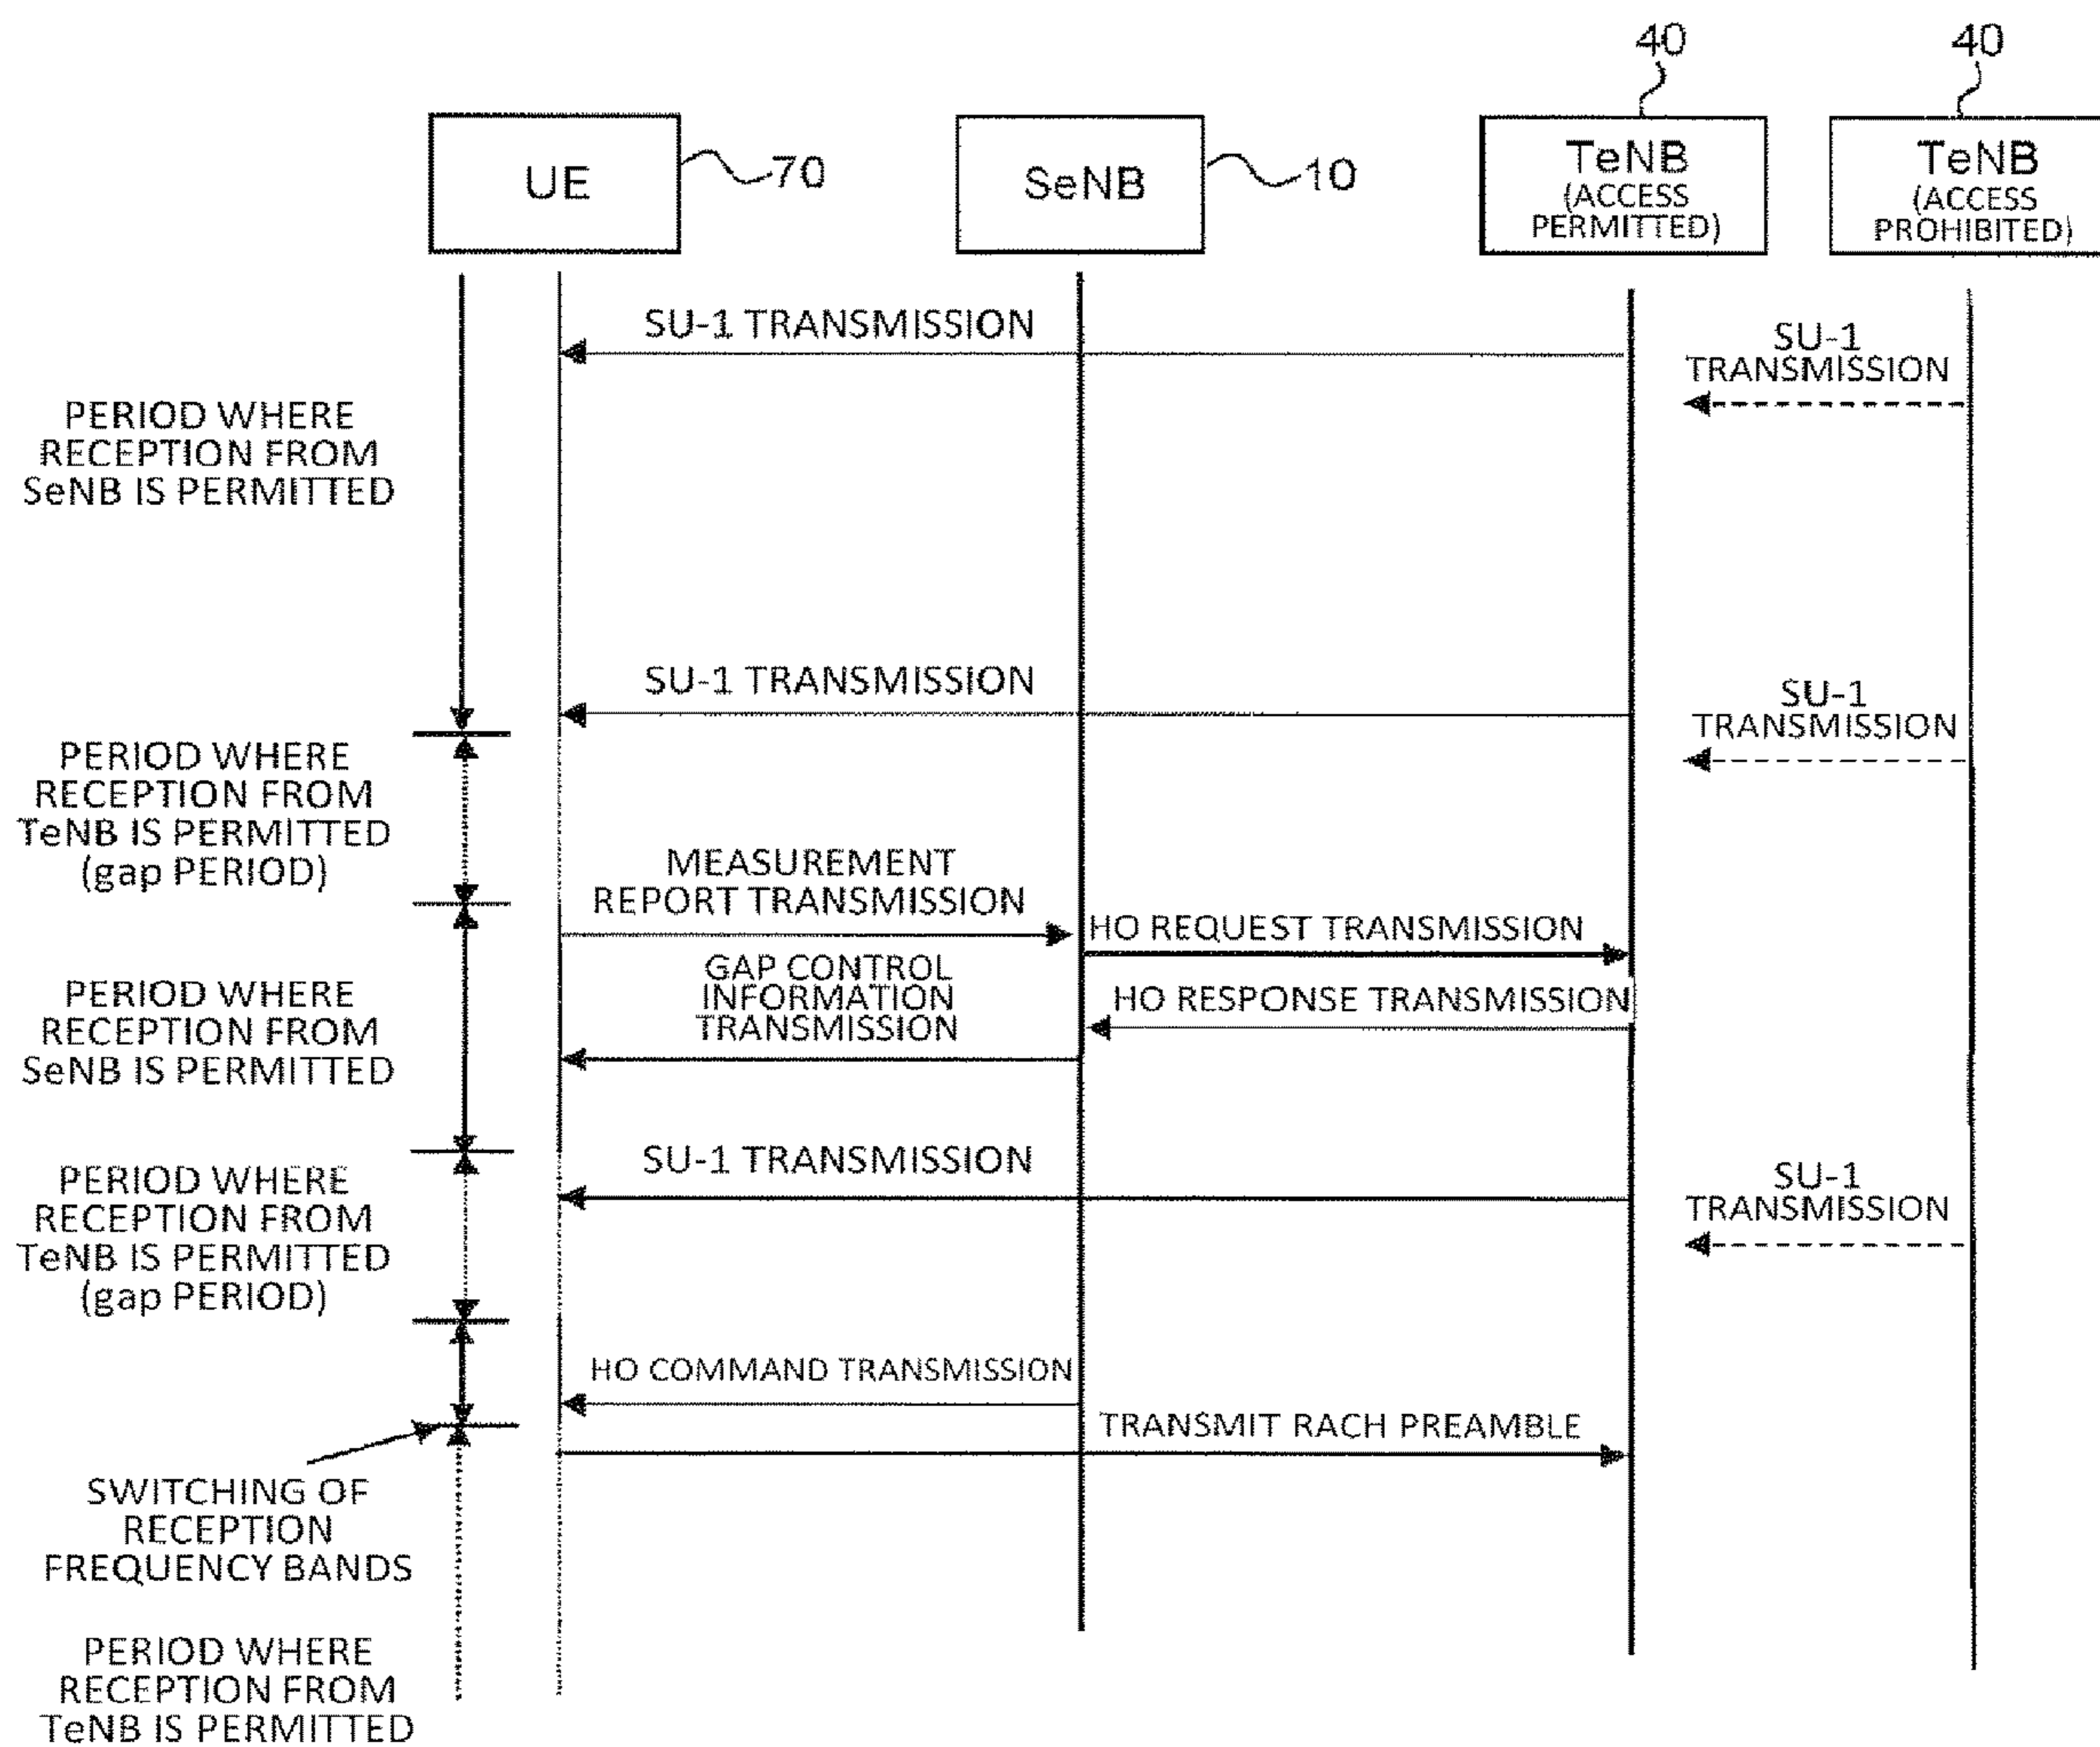 40
40
UE
70
SeNB
10
TeNB
(ACCESS
PERMITTED)
TeNB
(ACCESS
PROHIBITED)
SU-1 TRANSMISSION
SU-1
TRANSMISSION
PERIOD WHERE
RECEPTION FROM
SeNB IS PERMITTED
SU-1 TRANSMISSION
SU-1
TRANSMISSION
PERIOD WHERE
RECEPTION FROM
TeNB IS PERMITTED
(gap PERIOD)
MEASUREMENT
REPORT TRANSMISSION
HO REQUEST TRANSMISSION
GAP CONTROL
INFORMATION
TRANSMISSION
HO RESPONSE TRANSMISSION
PERIOD WHERE
RECEPTION FROM
SeNB IS PERMITTED
SU-1 TRANSMISSION
SU-1
TRANSMISSION
PERIOD WHERE
RECEPTION FROM
TeNB IS PERMITTED
(gap PERIOD)
HO COMMAND TRANSMISSION
TRANSMIT RACH PREAMBLE
SWITCHING OF
RECEPTION
FREQUENCY BANDS
PERIOD WHERE
RECEPTION FROM
TeNB IS PERMITTED